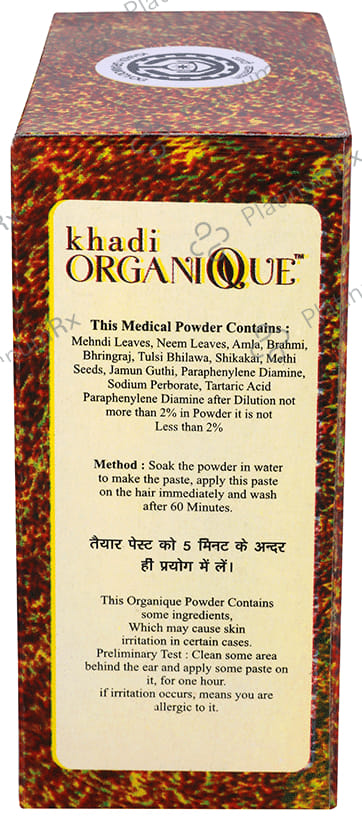 khadi
ORGANIQUE™
This Medical Powder Contains :
Mehndi Leaves, Neem Leaves, Amla, Brahmi,
Bhringraj, Tulsi Bhilawa, Shikakai, Methi
Seeds, Jamun Guthi, Paraphenylene Diamine,
Sodium Perborate, Tartaric Acid
Paraphenylene Diamine after Dilution not
more than 2% in Powder it is not
Less than 2%
Method : Soak the powder in water
to make the paste, apply this paste
on the hair immediately and wash
after 60 Minutes.
तैयार पेस्ट को 5 मिनट के अन्दर
ही प्रयोग में लें।
This Organique Powder Contains
some ingredients,
Which may cause skin
irritation in certain cases.
Preliminary Test : Clean some area
behind the ear and apply some paste on
it, for one hour.
if irritation occurs, means you are
allergic to it.